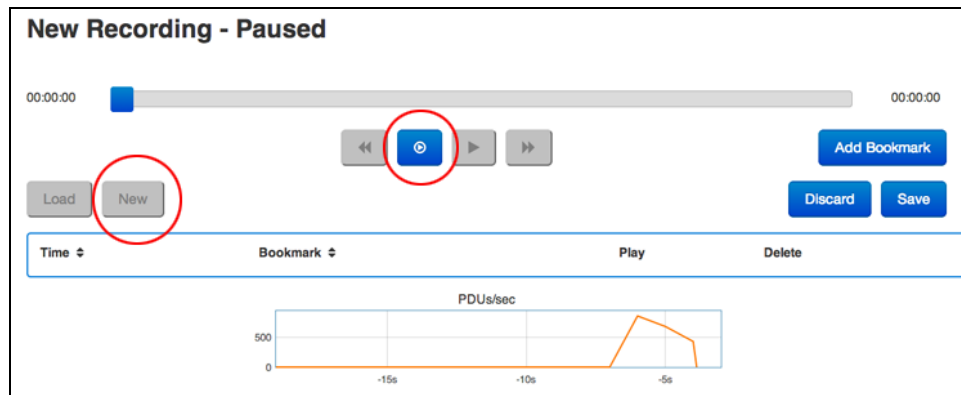 New Recording - Paused
00:00:00 00:00:00
Add Bookmark
Load New Discard Save
Time Bookmark Play Delete
PDUs/sec
500
0
-15s -10s -5s